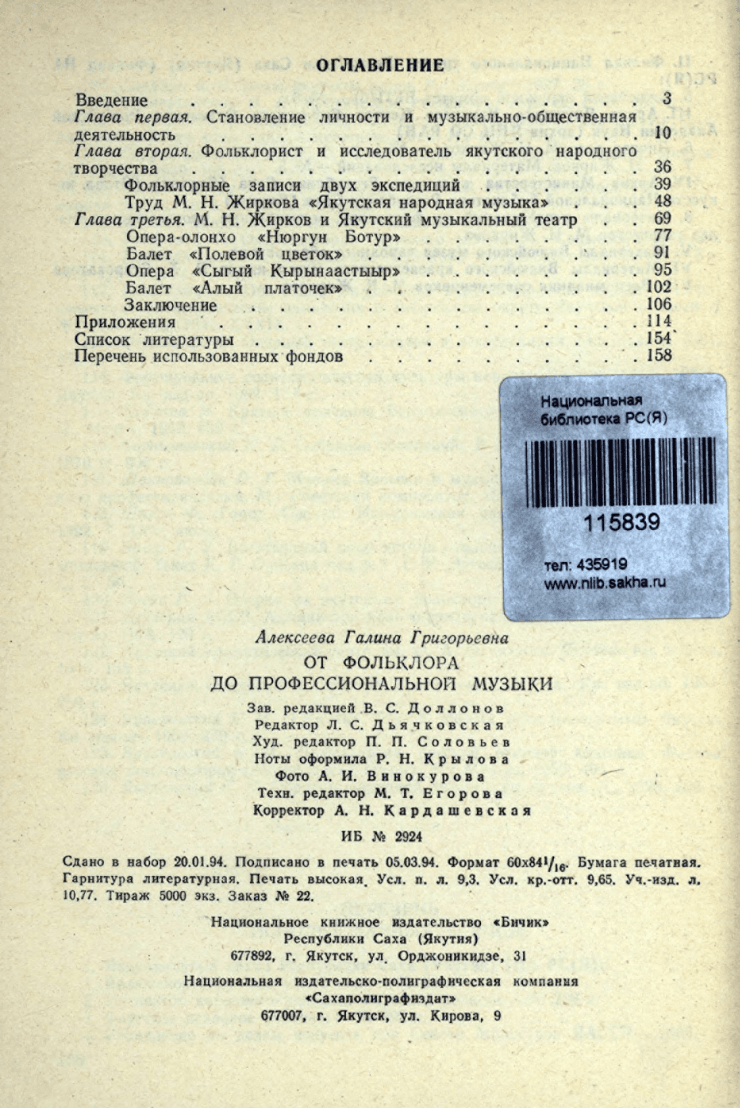 ОГЛАВЛЕНИЕ
Введение . . . . . . . . . . . . . . . . . 3
Глава первая. Становление личности и музыкально-общественная
деятельность . . . . . . . . . . . . . . . 10
Глава вторая. Фольклорист и исследователь якутского народного
творчества . . . . . . . . . . . . . . . . 36
Фольклорные записи двух экспедиций . . . . . . 39
Труд М. Н. Жиркова «Якутская народная музыка» . . . 48
Глава третья. М. Н. Жирков и Якутский музыкальный театр . . 69
Опера-олонхо «Нюргун Ботур» . . . . . . . . 77
Балет «Полевой цветок» . . . . . . . . . . 91
Опера «Сыгый Кырынаастыыр» . . . . . . . . 95
Балет «Алый платочек» . . . . . . . . . . 102
Заключение . . . . . . . . . . . . . . 106
Приложения . . . . . . . . . . . . . . . 114
Список литературы . . . . . . . . . . . . . 154
Перечень использованных фондов . . . . . . . . . 158
Национальная
библиотека РС(Я)
115839
тел: 435919
www.nlib.sakha.ru
Алексеева Галина Григорьевна
ОТ ФОЛЬКЛОРА
ДО ПРОФЕССИОНАЛЬНОЙ МУЗЫКИ
Зав. редакцией В. С. Доллонов
Редактор Л. С. Дьячковская
Худ. редактор П. П. Соловьев
Ноты оформила Р. Н. Крылова
Фото А. И. Винокурова
Техн. редактор М. Т. Егорова
Корректор А. Н. Кардашевская
ИБ № 2924
Сдано в набор 20.01.94. Подписано в печать 05.03.94. Формат 60х84¹/₁₆. Бумага печатная.
Гарнитура литературная. Печать высокая. Усл. п. л. 9,3. Усл. кр.-отт. 9,65. Уч.-изд. л.
10,77. Тираж 5000 экз. Заказ № 22.
Национальное книжное издательство «Бичик»
Республики Саха (Якутия)
677892, г. Якутск, ул. Орджоникидзе, 31
Национальная издательско-полиграфическая компания
«Сахаполиграфиздат»
677007, г. Якутск, ул. Кирова, 9